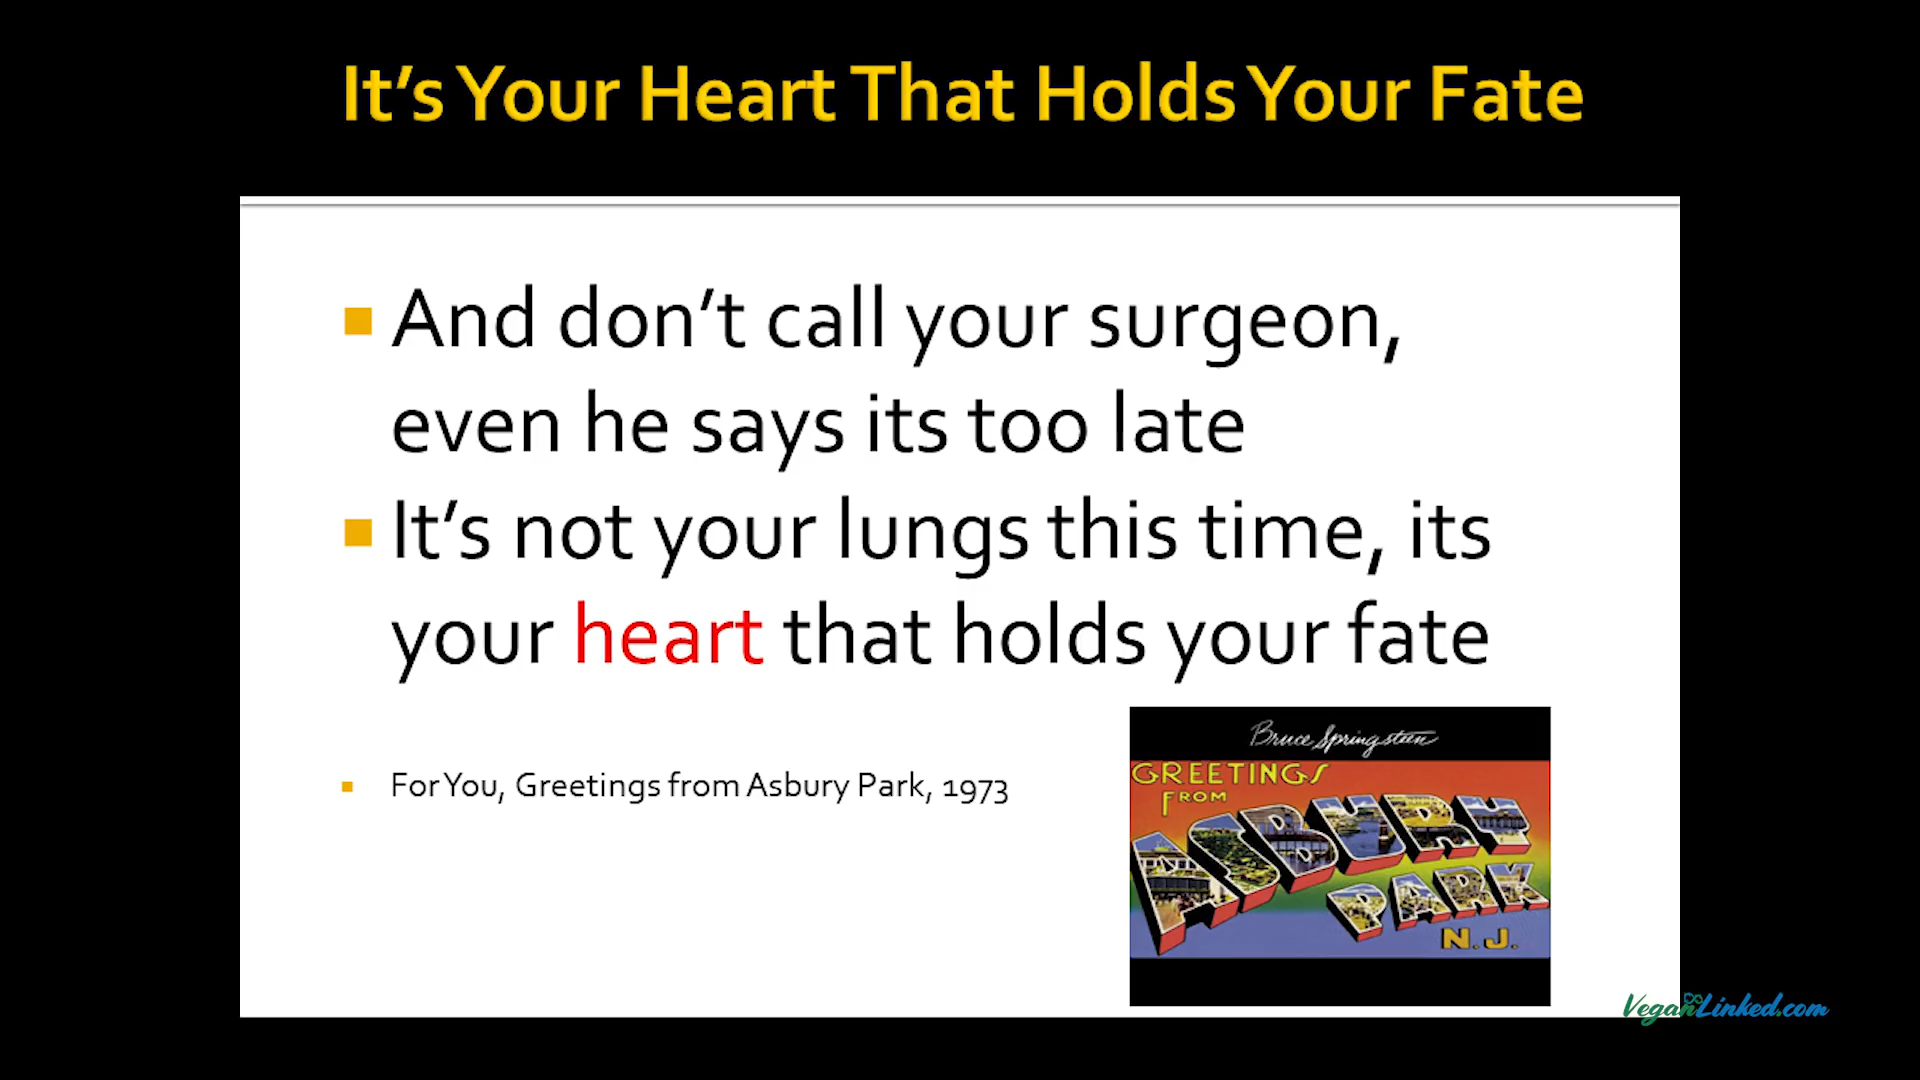 It’s Your Heart That Holds Your Fate
And don’t call your surgeon,
even he says its too late
It’s not your lungs this time, its
your heart that holds your fate
For You, Greetings from Asbury Park, 1973
Bruce Springsteen
GREETINGS
FROM
ASBURY
PARK
N.J.
VeganLinked.com